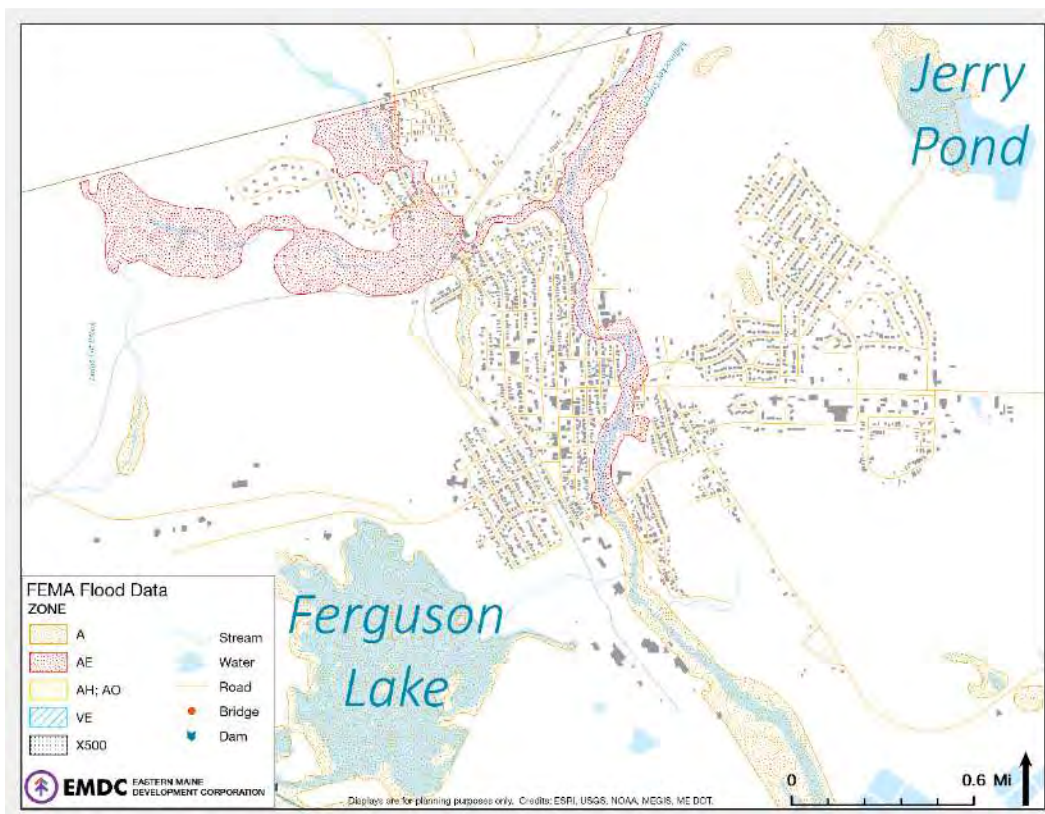 Jerry
Pond
Ferguson
Lake
FEMA Flood Data
ZONE
A
AE
AH; AO
VE
X500
Stream
Water
Road
Bridge
Dam
EMDC EASTERN MAINE
DEVELOPMENT CORPORATION
Displays are for planning purposes only. Credits: ESRI, USGS, NOAA, MEGIS, ME DOT.
0 0.6 Mi